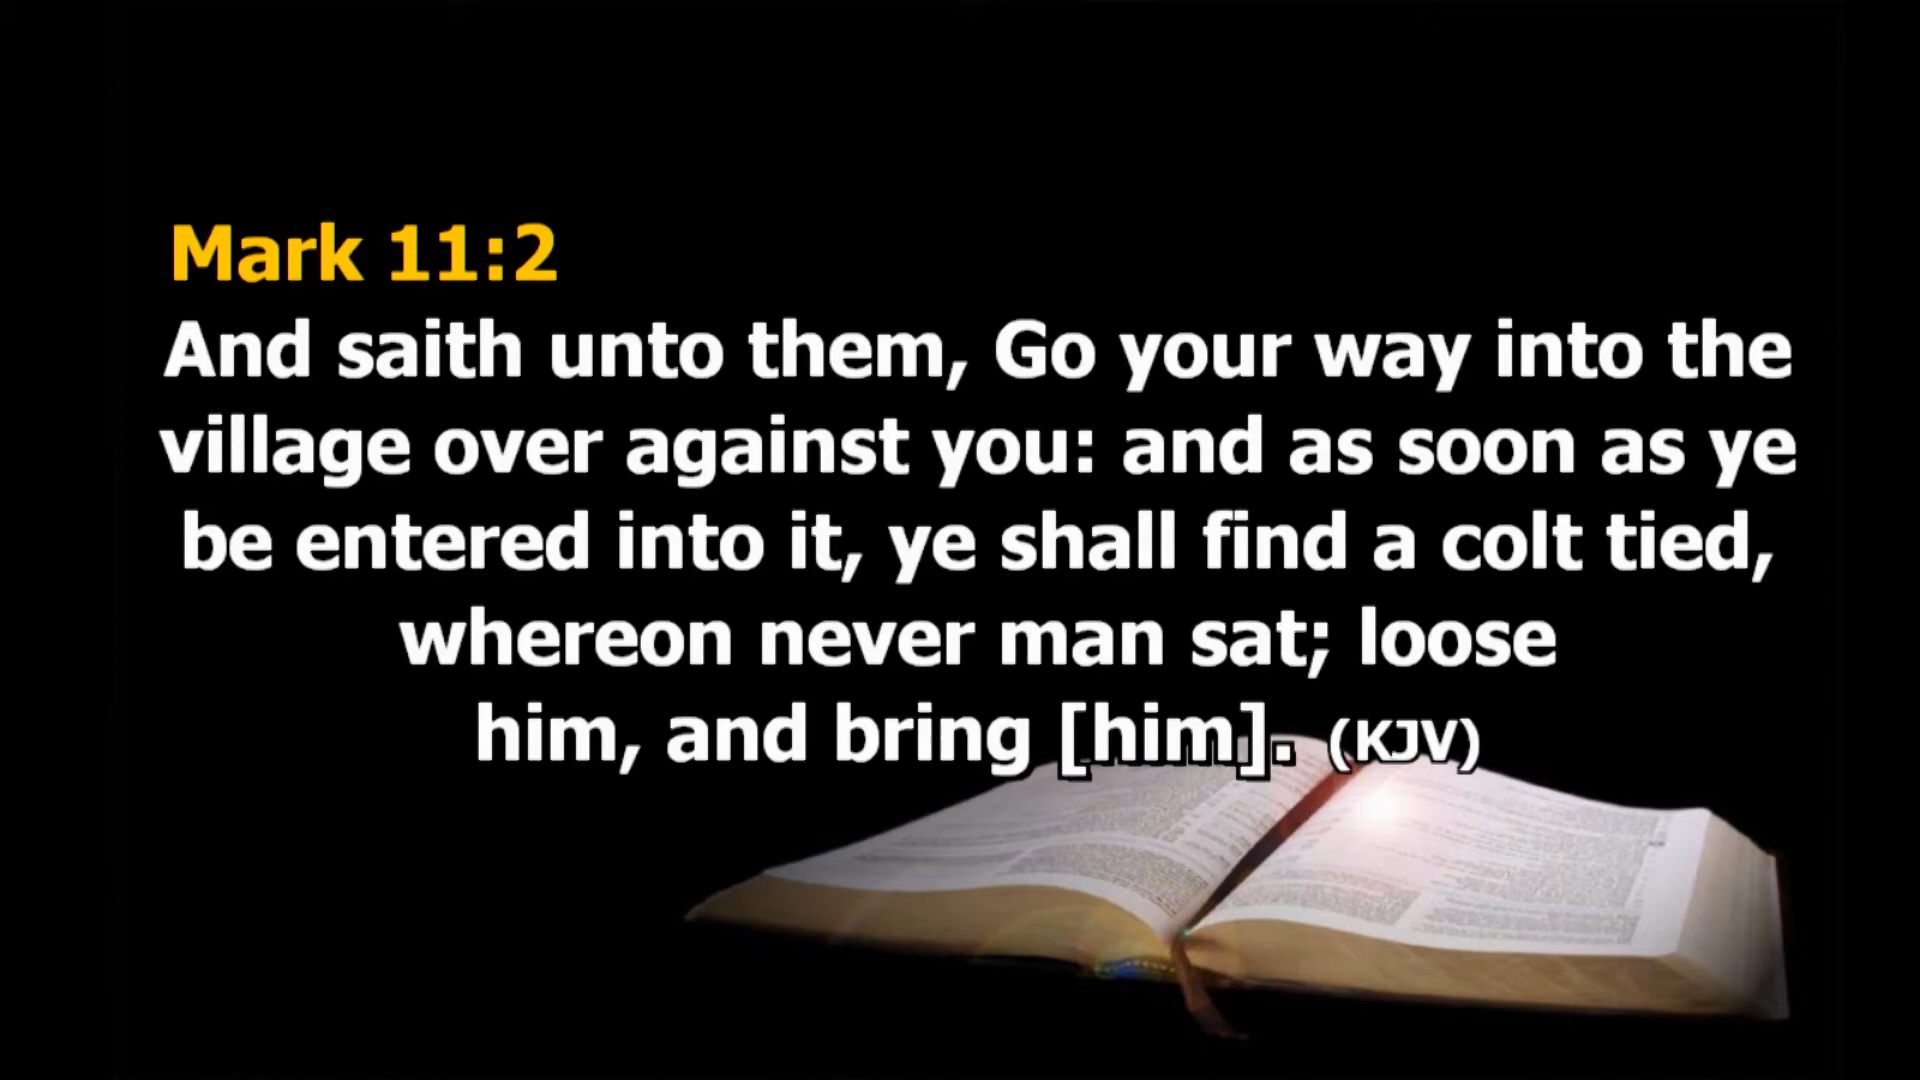 Mark 11:2
And saith unto them, Go your way into the
village over against you: and as soon as ye
be entered into it, ye shall find a colt tied,
whereon never man sat; loose
him, and bring [him]. (KJV)